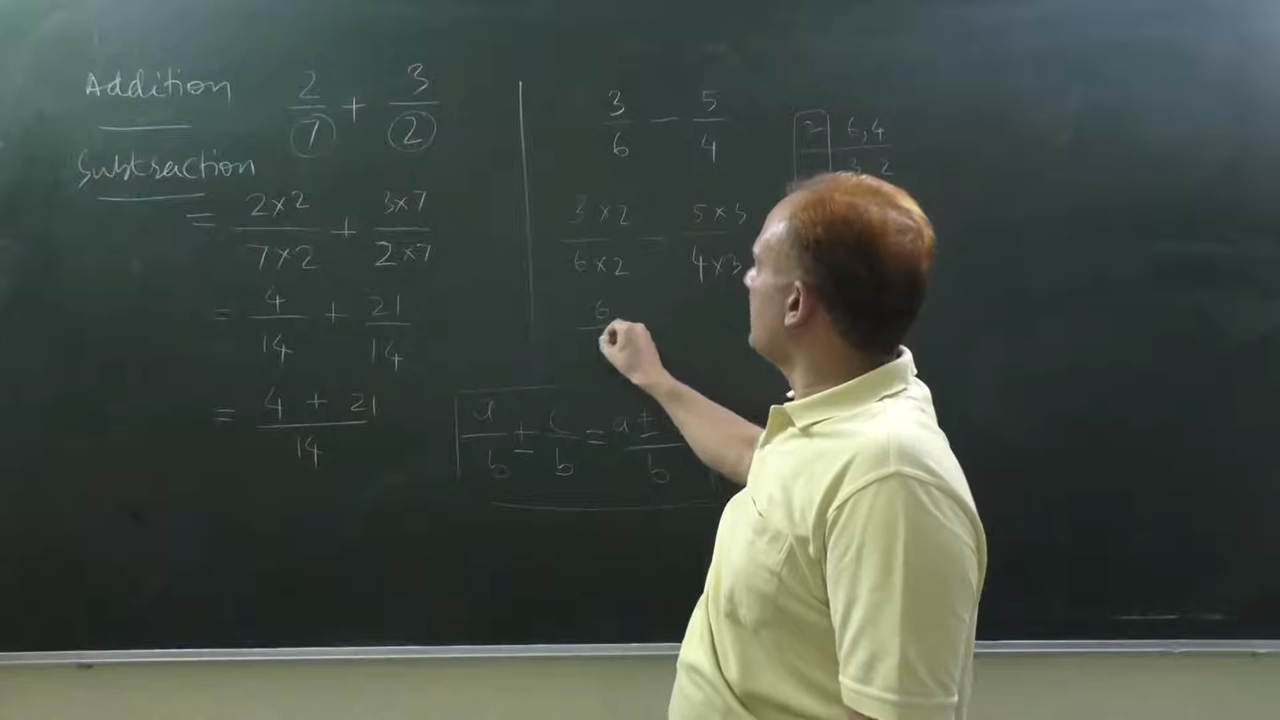 Addition 2/7 + 3/2
Subtraction
= 2×2/7×2 + 3×7/2×7
= 4/14 + 21/14
= 4 + 21/14
3/6 - 5/4
2 | 6,4
3 2
3×2/6×2 - 5×3/4×3
6
a/b ± c/b = a±/b